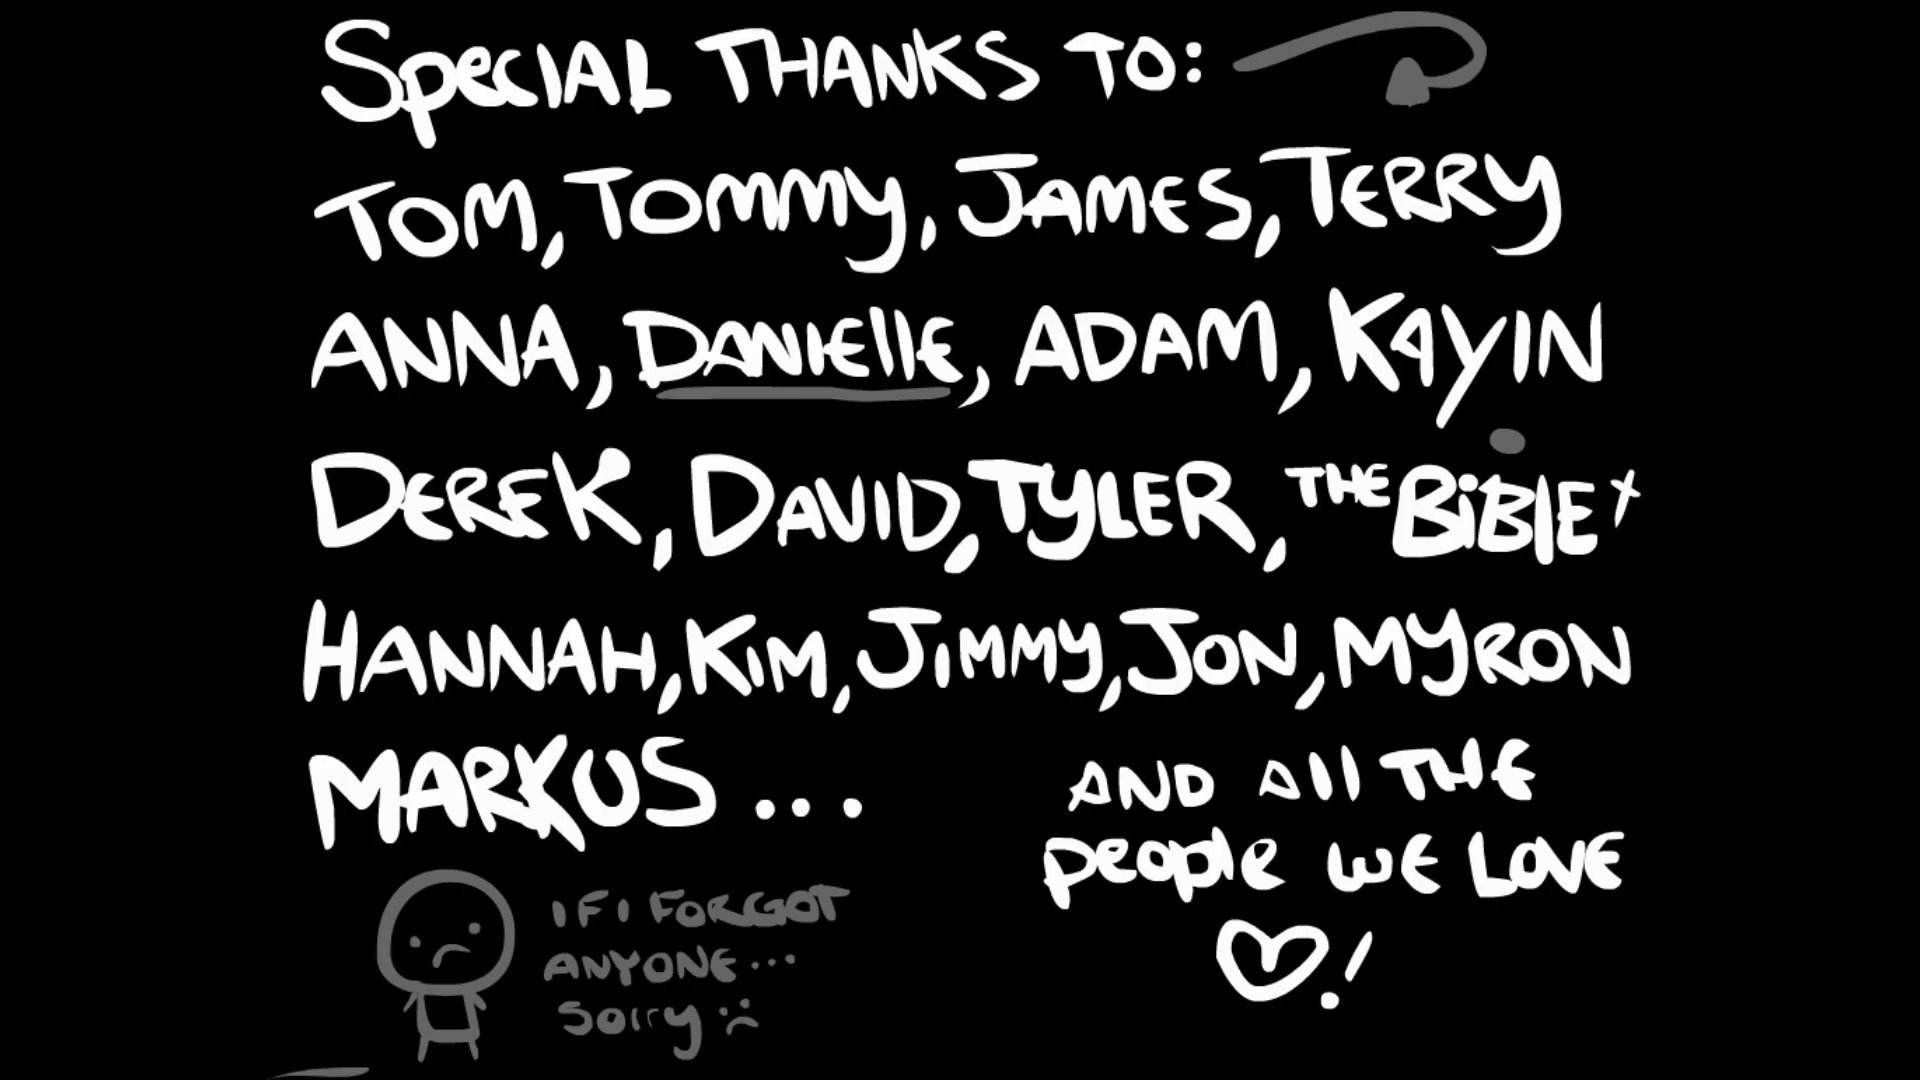 SpecIAL THANKS TO:
TOM, TOMMY, JAMES, TERRY
ANNA, DANIElle, ADAM, KAYIN
DEREK, DAVID, TYLER, THE BiBlE+
HANNAH, KiM, JiMMY, JON, MYRON
MARKUS...
AND All THE
people WE LOVE
♡!
IF I FORGOT
ANYONE...
Sorry :(